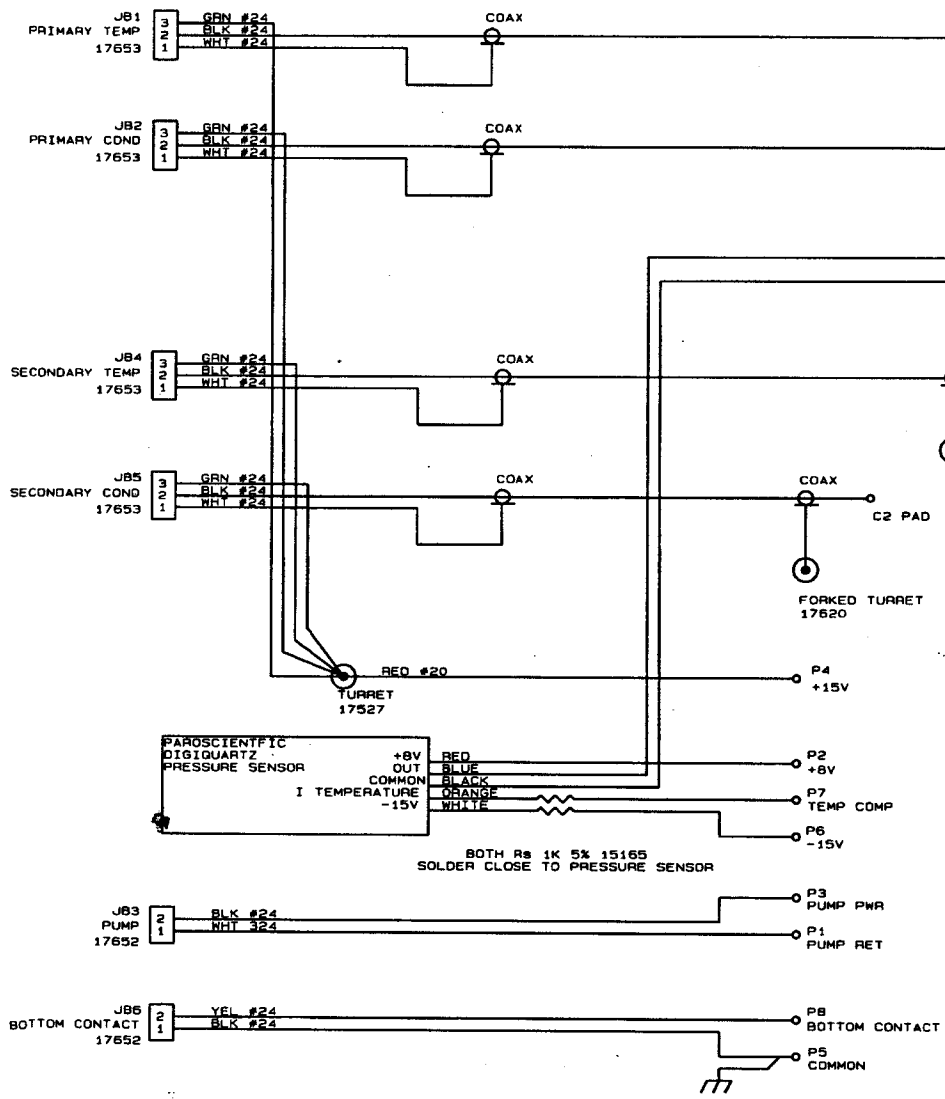 JB1
PRIMARY TEMP
17653
3
2
1
GRN #24
BLK #24
WHT #24
COAX
JB2
PRIMARY COND
17653
3
2
1
GRN #24
BLK #24
WHT #24
COAX
JB4
SECONDARY TEMP
17653
3
2
1
GRN #24
BLK #24
WHT #24
COAX
JB5
SECONDARY COND
17653
3
2
1
GRN #24
BLK #24
WHT #24
COAX
COAX
C2 PAD
FORKED TURRET
17620
RED #20
TURRET
17527
P4
+15V
PAROSCIENTFIC
DIGIQUARTZ
PRESSURE SENSOR
+8V
OUT
COMMON
I TEMPERATURE
-15V
RED
BLUE
BLACK
ORANGE
WHITE
P2
+8V
P7
TEMP COMP
P6
-15V
BOTH Rs 1K 5% 15165
SOLDER CLOSE TO PRESSURE SENSOR
JB3
PUMP
17652
2
1
BLK #24
WHT 324
P3
PUMP PWR
P1
PUMP RET
JB6
BOTTOM CONTACT
17652
2
1
YEL #24
BLK #24
P8
BOTTOM CONTACT
P5
COMMON